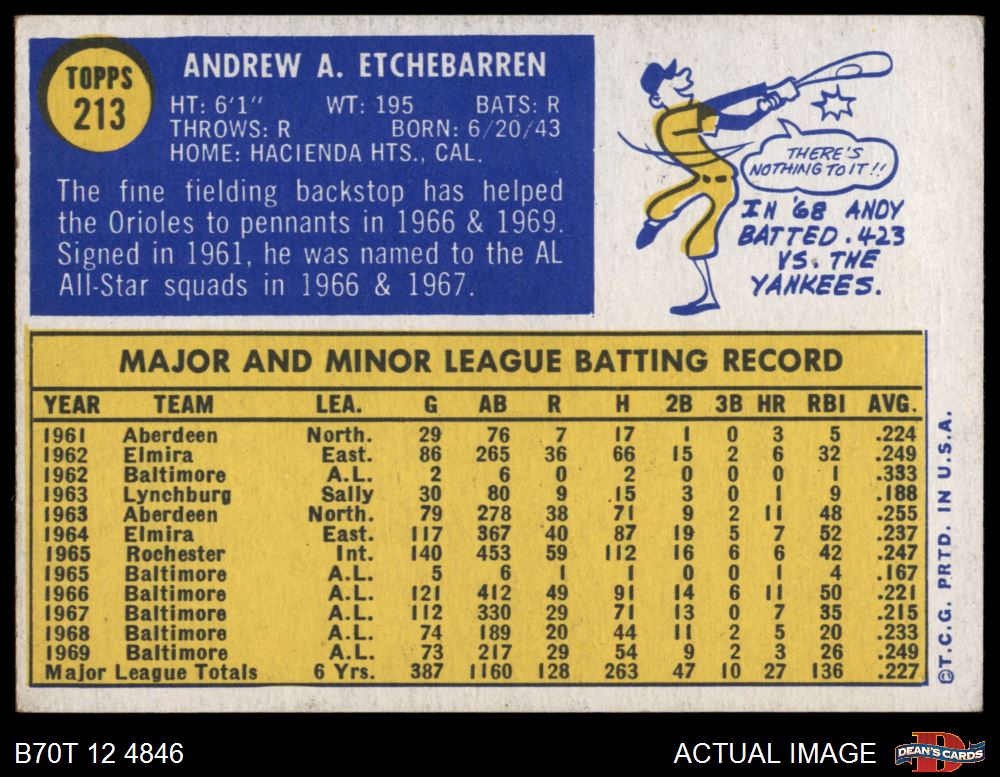 TOPPS
213
ANDREW A. ETCHEBARREN
HT: 6'1" WT: 195 BATS: R
THROWS: R BORN: 6/20/43
HOME: HACIENDA HTS., CAL.
The fine fielding backstop has helped
the Orioles to pennants in 1966 & 1969.
Signed in 1961, he was named to the AL
All-Star squads in 1966 & 1967.
THERE'S
NOTHING TO IT!!
IN '68 ANDY
BATTED .423
VS. THE
YANKEES.
MAJOR AND MINOR LEAGUE BATTING RECORD
YEAR TEAM LEA. G AB R H 2B 3B HR RBI AVG.
1961 Aberdeen North. 29 76 7 17 1 0 3 5 .224
1962 Elmira East. 86 265 36 66 15 2 6 32 .249
1962 Baltimore A.L. 2 6 0 2 0 0 0 1 .333
1963 Lynchburg Sally 30 80 9 15 3 0 1 9 .188
1963 Aberdeen North. 79 278 38 71 9 2 11 48 .255
1964 Elmira East. 117 367 40 87 19 5 7 52 .237
1965 Rochester Int. 140 453 59 112 16 6 6 42 .247
1965 Baltimore A.L. 5 6 1 1 0 0 1 4 .167
1966 Baltimore A.L. 121 412 49 91 14 6 11 50 .221
1967 Baltimore A.L. 112 330 29 71 13 0 7 35 .215
1968 Baltimore A.L. 74 189 20 44 11 2 5 20 .233
1969 Baltimore A.L. 73 217 29 54 9 2 3 26 .249
Major League Totals 6 Yrs. 387 1160 128 263 47 10 27 136 .227
©T.C.G. PRTD. IN U.S.A.
B70T 12 4846
ACTUAL IMAGE
DEAN'S CARDS